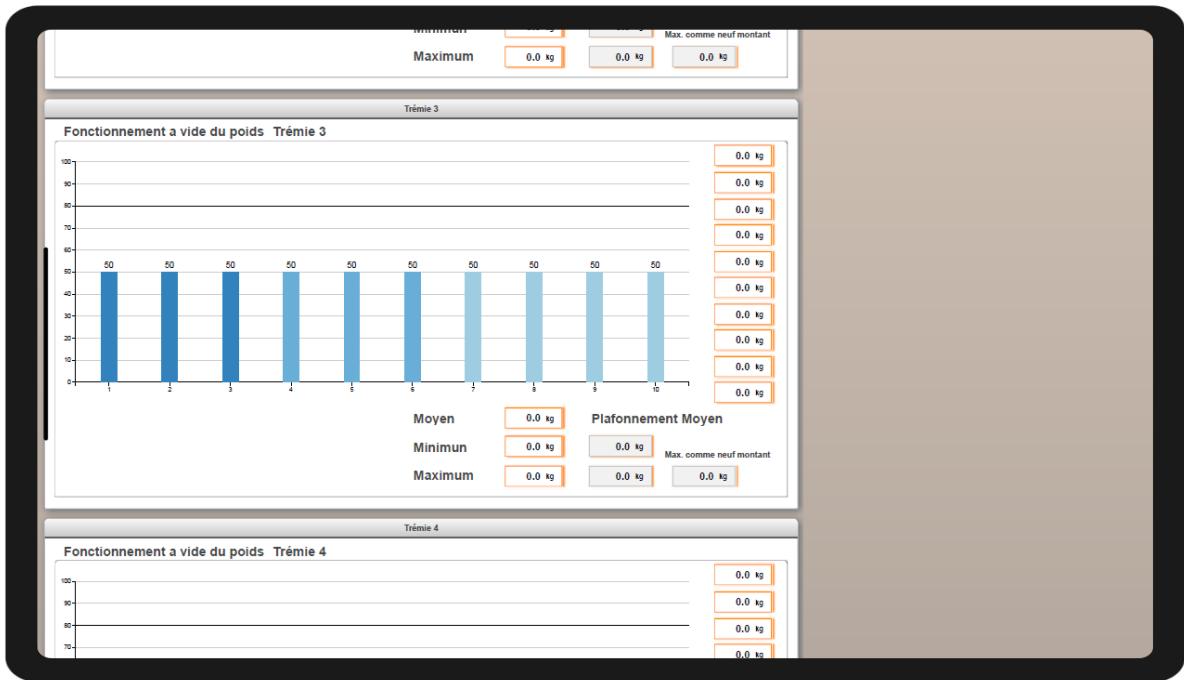 Minimun 0.0 kg 0.0 kg Max. comme neuf montant
Maximum 0.0 kg 0.0 kg 0.0 kg
Trémie 3
Fonctionnement a vide du poids Trémie 3
0.0 kg
100
90 0.0 kg
80 0.0 kg
70 0.0 kg
60
50 50 50 50 50 50 50 50 50 50 0.0 kg
50
40 0.0 kg
30 0.0 kg
20 0.0 kg
10 0.0 kg
0
1 2 3 4 5 6 7 8 9 10 0.0 kg
Moyen 0.0 kg Plafonnement Moyen
Minimun 0.0 kg 0.0 kg Max. comme neuf montant
Maximum 0.0 kg 0.0 kg 0.0 kg
Trémie 4
Fonctionnement a vide du poids Trémie 4
0.0 kg
100
90 0.0 kg
80 0.0 kg
70 0.0 kg